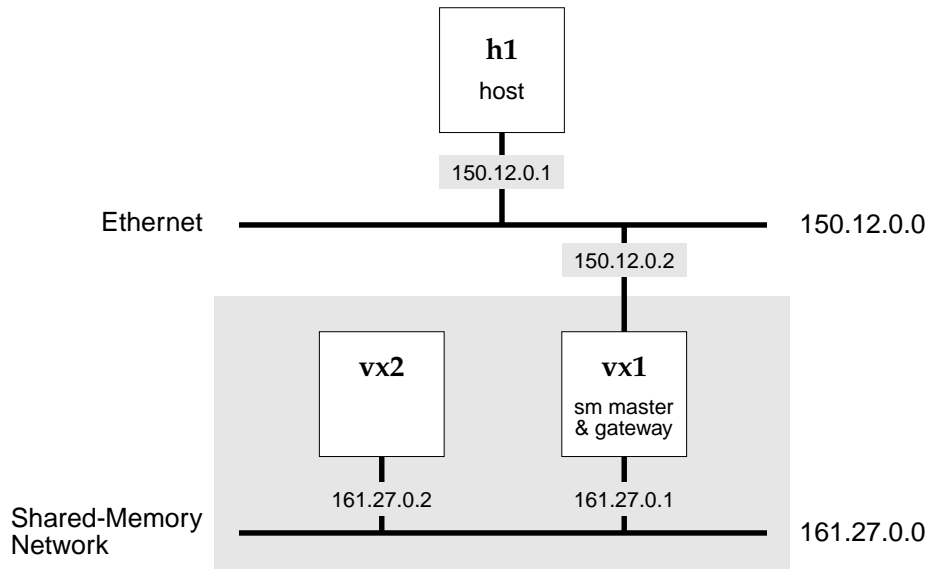 h1
host
150.12.0.1
Ethernet
150.12.0.0
150.12.0.2
vx2
vx1
sm master
& gateway
161.27.0.2
161.27.0.1
Shared-Memory
Network
161.27.0.0